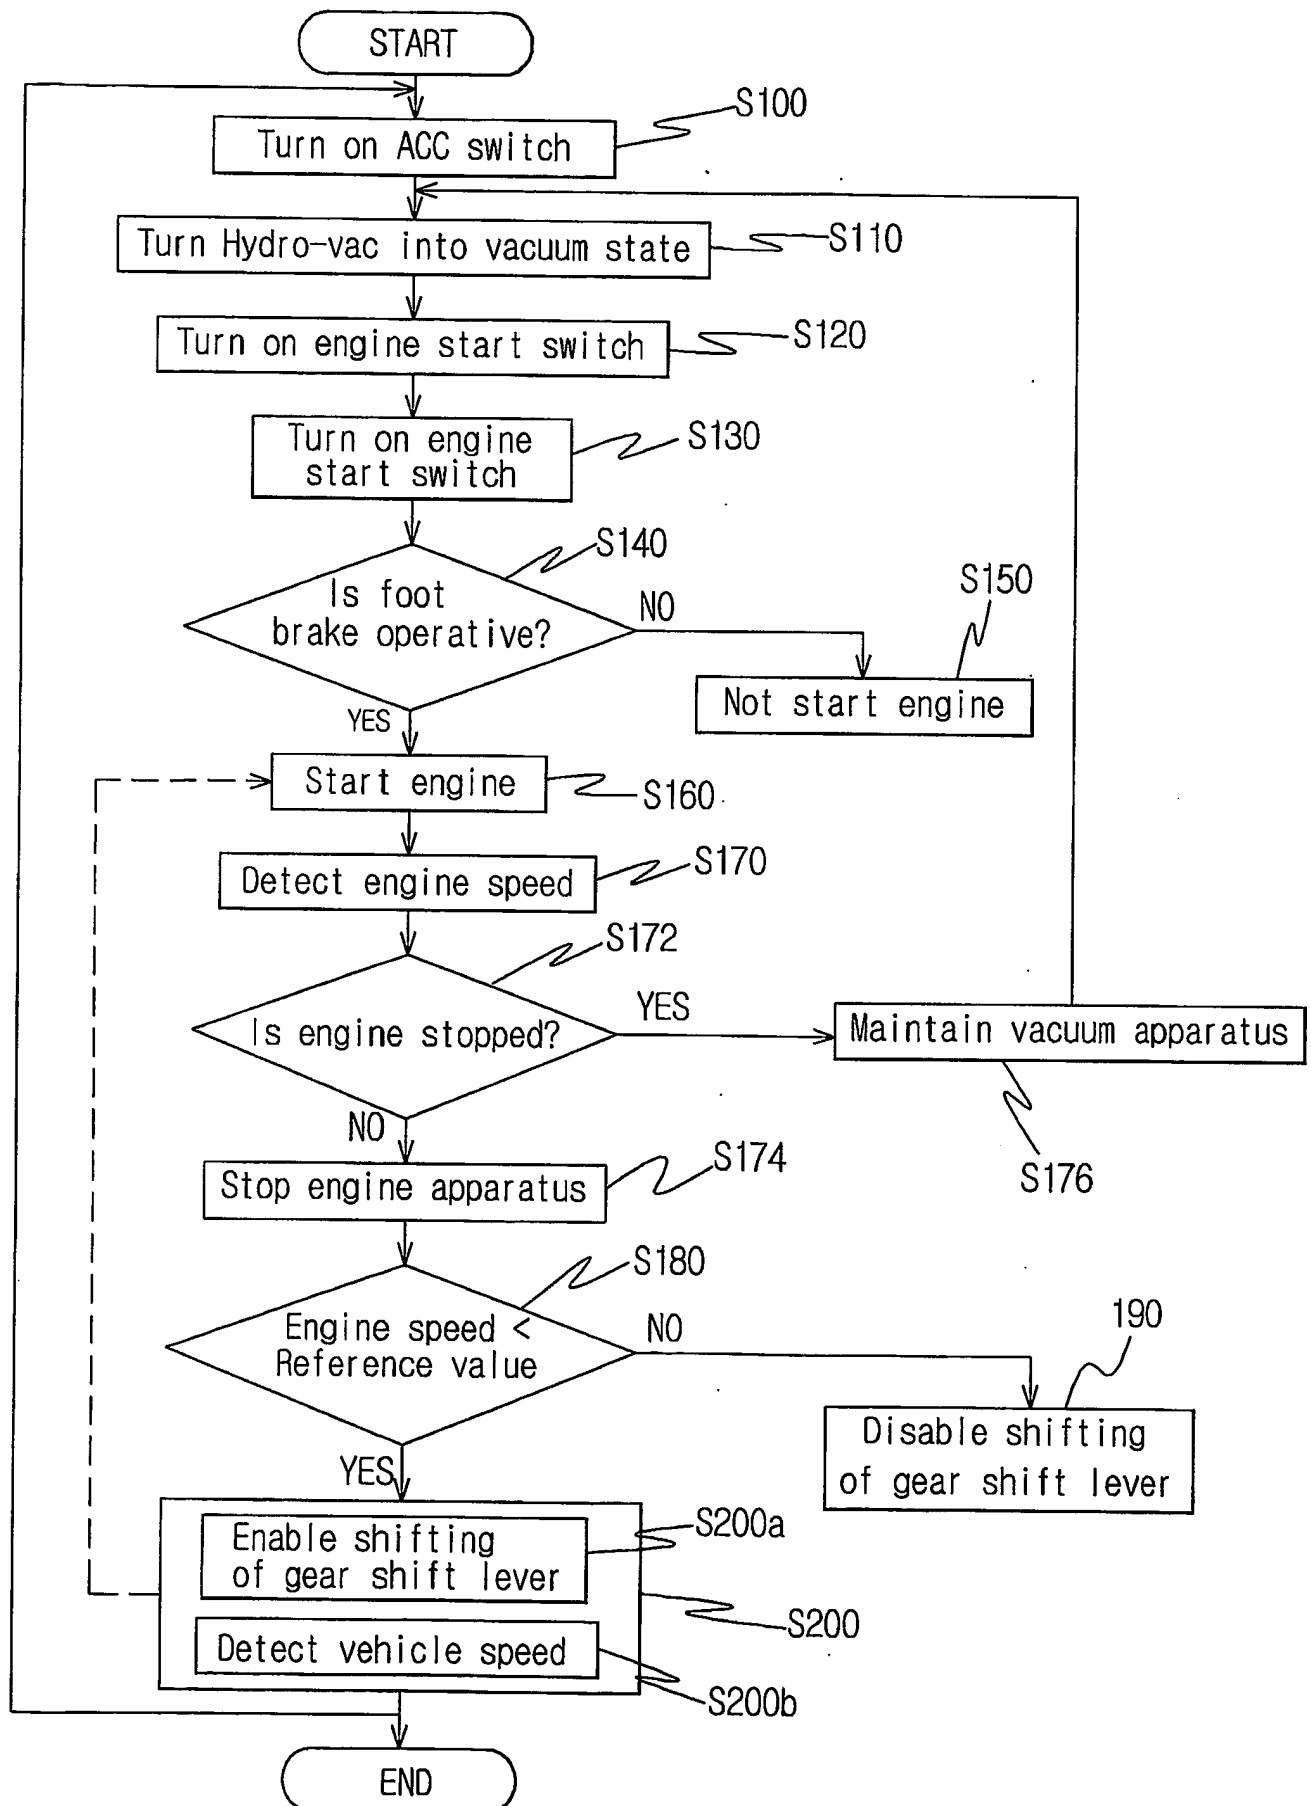 START
S100
Turn on ACC switch
Turn Hydro-vac into vacuum state
S110
Turn on engine start switch
S120
Turn on engine
start switch
S130
S140
Is foot
brake operative?
NO
S150
Not start engine
YES
Start engine
S160
Detect engine speed
S170
S172
Is engine stopped?
YES
Maintain vacuum apparatus
S176
NO
Stop engine apparatus
S174
S180
Engine speed <
Reference value
NO
190
Disable shifting
of gear shift lever
YES
Enable shifting
of gear shift lever
S200a
S200
Detect vehicle speed
S200b
END